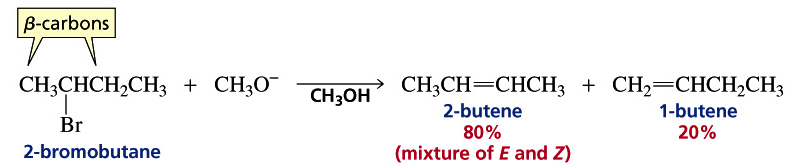 β-carbons
CH₃CHCH₂CH₃ + CH₃O⁻ CH₃OH CH₃CH=CHCH₃ + CH₂=CHCH₂CH₃
Br
2-bromobutane
2-butene
80%
(mixture of E and Z)
1-butene
20%